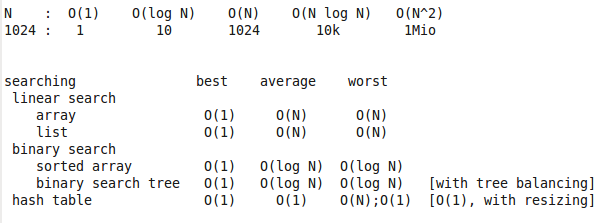 N    :  O(1)    O(log N)    O(N)    O(N log N)   O(N^2)
1024 :   1         10       1024       10k        1Mio
searching               best    average    worst
linear search
array                O(1)     O(N)      O(N)
list                 O(1)     O(N)      O(N)
binary search
sorted array         O(1)   O(log N)  O(log N)
binary search tree   O(1)   O(log N)  O(log N)   [with tree balancing]
hash table              O(1)     O(1)    O(N);O(1)  [O(1), with resizing]